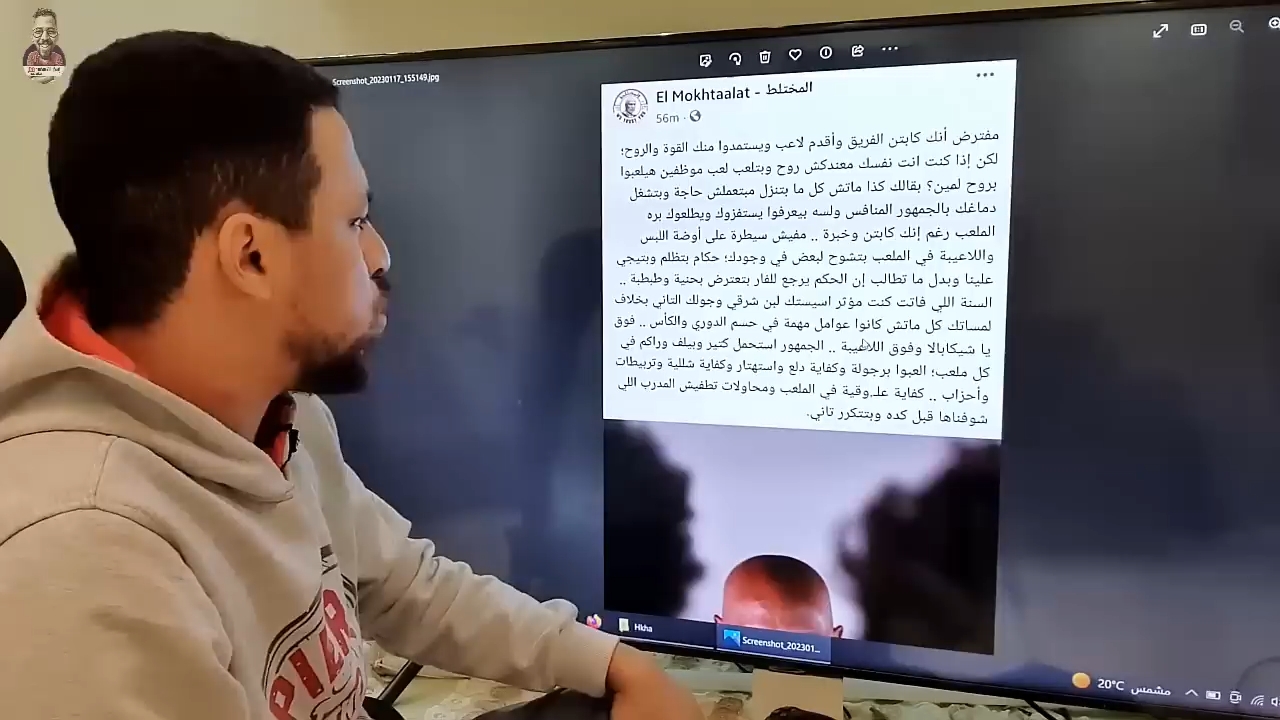 Screenshot_20230117_155149.jpg
El Mokhtaalat - المختلط
56m
مفترض أنك كابتن الفريق وأقدم لاعب ويستمدوا منك القوة والروح؛
لكن إذا كنت انت نفسك معندكش روح وبتلعب لعب موظفين هيلعبوا
بروح لمين؟ بقالك كذا ماتش كل ما بتنزل مبتعملش حاجة وبتشغل
دماغك بالجمهور المنافس ولسه بيعرفوا يستفزوك ويطلعوك بره
الملعب رغم إنك كابتن وخبرة .. مفيش سيطرة على أوضة اللبس
واللاعيبة في الملعب بتشوح لبعض في وجودك؛ حكام بتظلم وبتيجي
علينا وبدل ما تطالب إن الحكم يرجع للفار بتعترض بحنية وطبطبة ..
السنة اللي فاتت كنت مؤثر اسيستك لبن شرقي وجولك التاني بخلاف
لمساتك كل ماتش كانوا عوامل مهمة في حسم الدوري والكأس .. فوق
يا شيكابالا وفوق اللاعيبة .. الجمهور استحمل كتير وبيلف وراكم في
كل ملعب؛ العبوا برجولة وكفاية دلع واستهتار وكفاية شللية وتربيطات
وأحزاب .. كفاية علـ.وقية في الملعب ومحاولات تطفيش المدرب اللي
شوفناها قبل كده وبتتكرر تاني.
Hkha
Screenshot_202301...
20°C مشمس
PIER